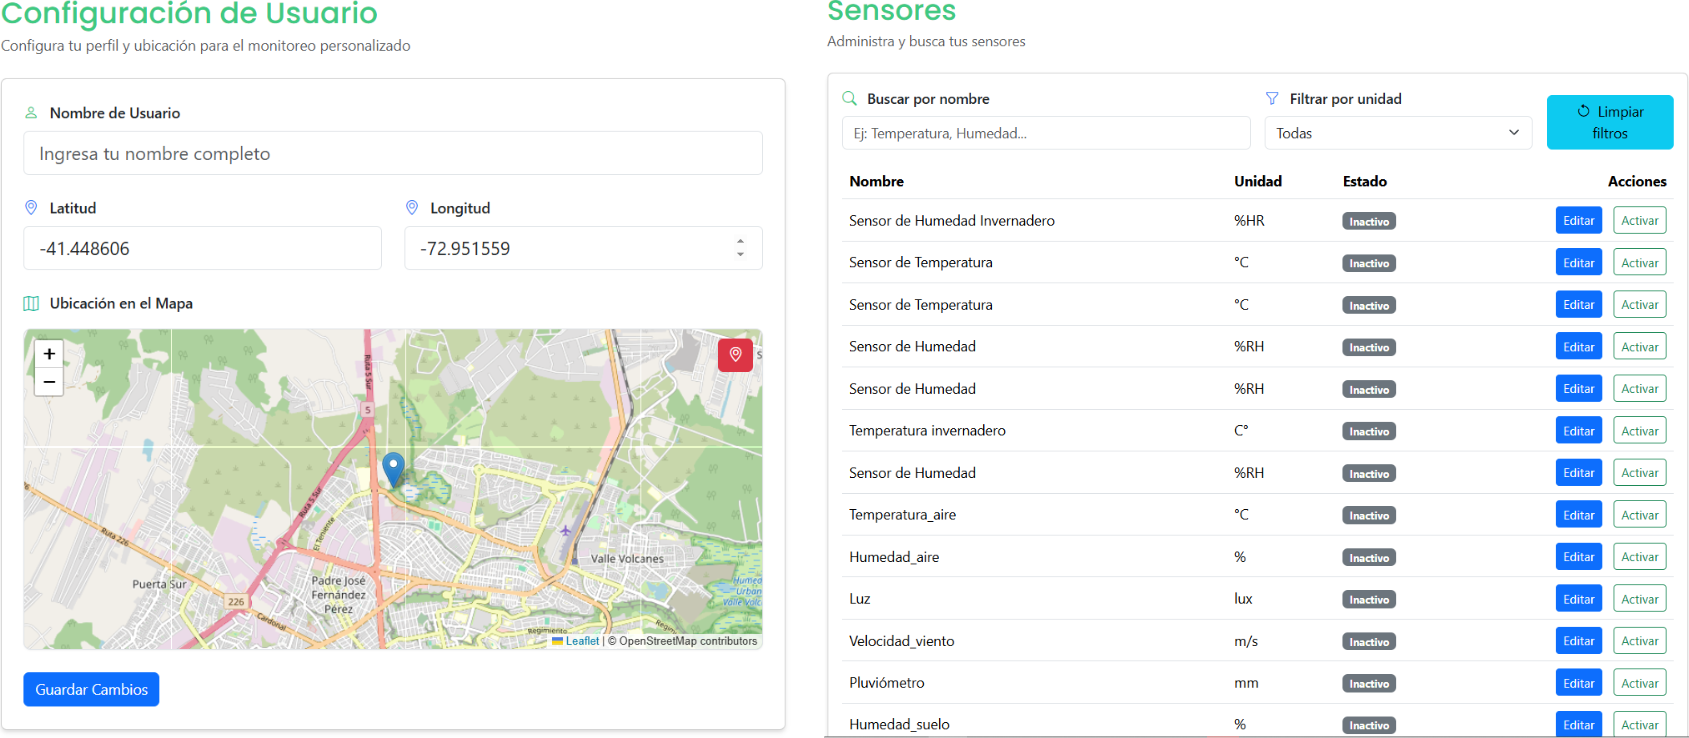 Configuración de Usuario
Configura tu perfil y ubicación para el monitoreo personalizado
Nombre de Usuario
Ingresa tu nombre completo
Latitud
Longitud
-41.448606
-72.951559
Ubicación en el Mapa
+
−
Ruta 5 Sur
5
Ruta 5 Sur
El Teniente
Ruta 226
Valle Volcanes
Puerta Sur
Padre José
Fernández
Pérez
226
Cardonal
Regimiento
Leaflet | © OpenStreetMap contributors
Guardar Cambios
Sensores
Administra y busca tus sensores
Buscar por nombre
Filtrar por unidad
Limpiar
filtros
Ej: Temperatura, Humedad...
Todas
Nombre Unidad Estado Acciones
Sensor de Humedad Invernadero %HR Inactivo Editar Activar
Sensor de Temperatura °C Inactivo Editar Activar
Sensor de Temperatura °C Inactivo Editar Activar
Sensor de Humedad %RH Inactivo Editar Activar
Sensor de Humedad %RH Inactivo Editar Activar
Temperatura invernadero C° Inactivo Editar Activar
Sensor de Humedad %RH Inactivo Editar Activar
Temperatura_aire °C Inactivo Editar Activar
Humedad_aire % Inactivo Editar Activar
Luz lux Inactivo Editar Activar
Velocidad_viento m/s Inactivo Editar Activar
Pluviómetro mm Inactivo Editar Activar
Humedad_suelo % Inactivo Editar Activar